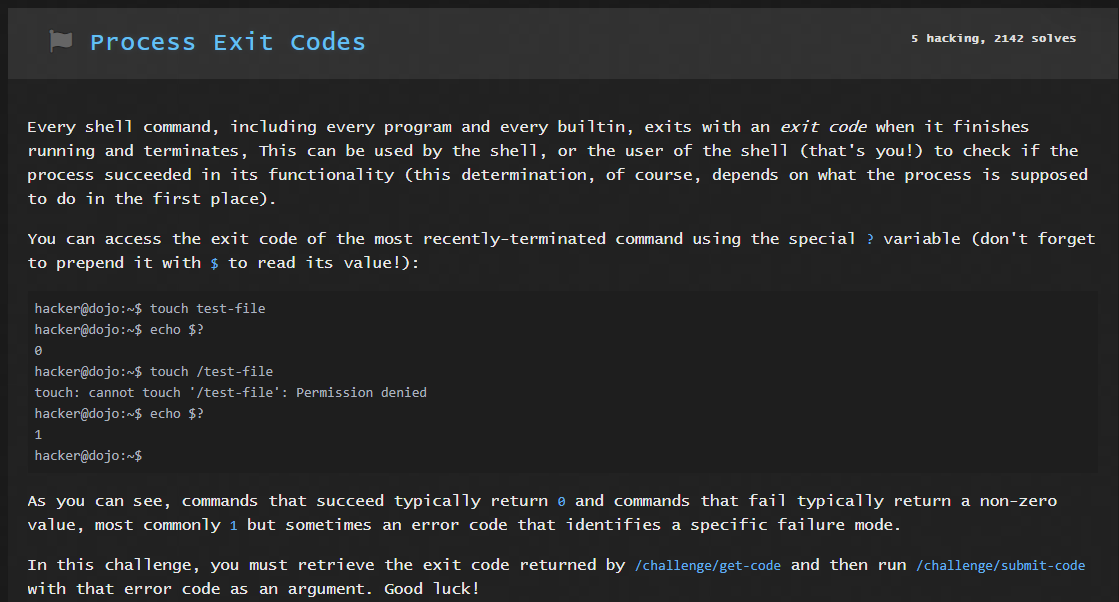 Process Exit Codes
5 hacking, 2142 solves
Every shell command, including every program and every builtin, exits with an exit code when it finishes
running and terminates, This can be used by the shell, or the user of the shell (that's you!) to check if the
process succeeded in its functionality (this determination, of course, depends on what the process is supposed
to do in the first place).
You can access the exit code of the most recently-terminated command using the special ? variable (don't forget
to prepend it with $ to read its value!):
hacker@dojo:~$ touch test-file
hacker@dojo:~$ echo $?
0
hacker@dojo:~$ touch /test-file
touch: cannot touch '/test-file': Permission denied
hacker@dojo:~$ echo $?
1
hacker@dojo:~$
As you can see, commands that succeed typically return 0 and commands that fail typically return a non-zero
value, most commonly 1 but sometimes an error code that identifies a specific failure mode.
In this challenge, you must retrieve the exit code returned by /challenge/get-code and then run /challenge/submit-code
with that error code as an argument. Good luck!